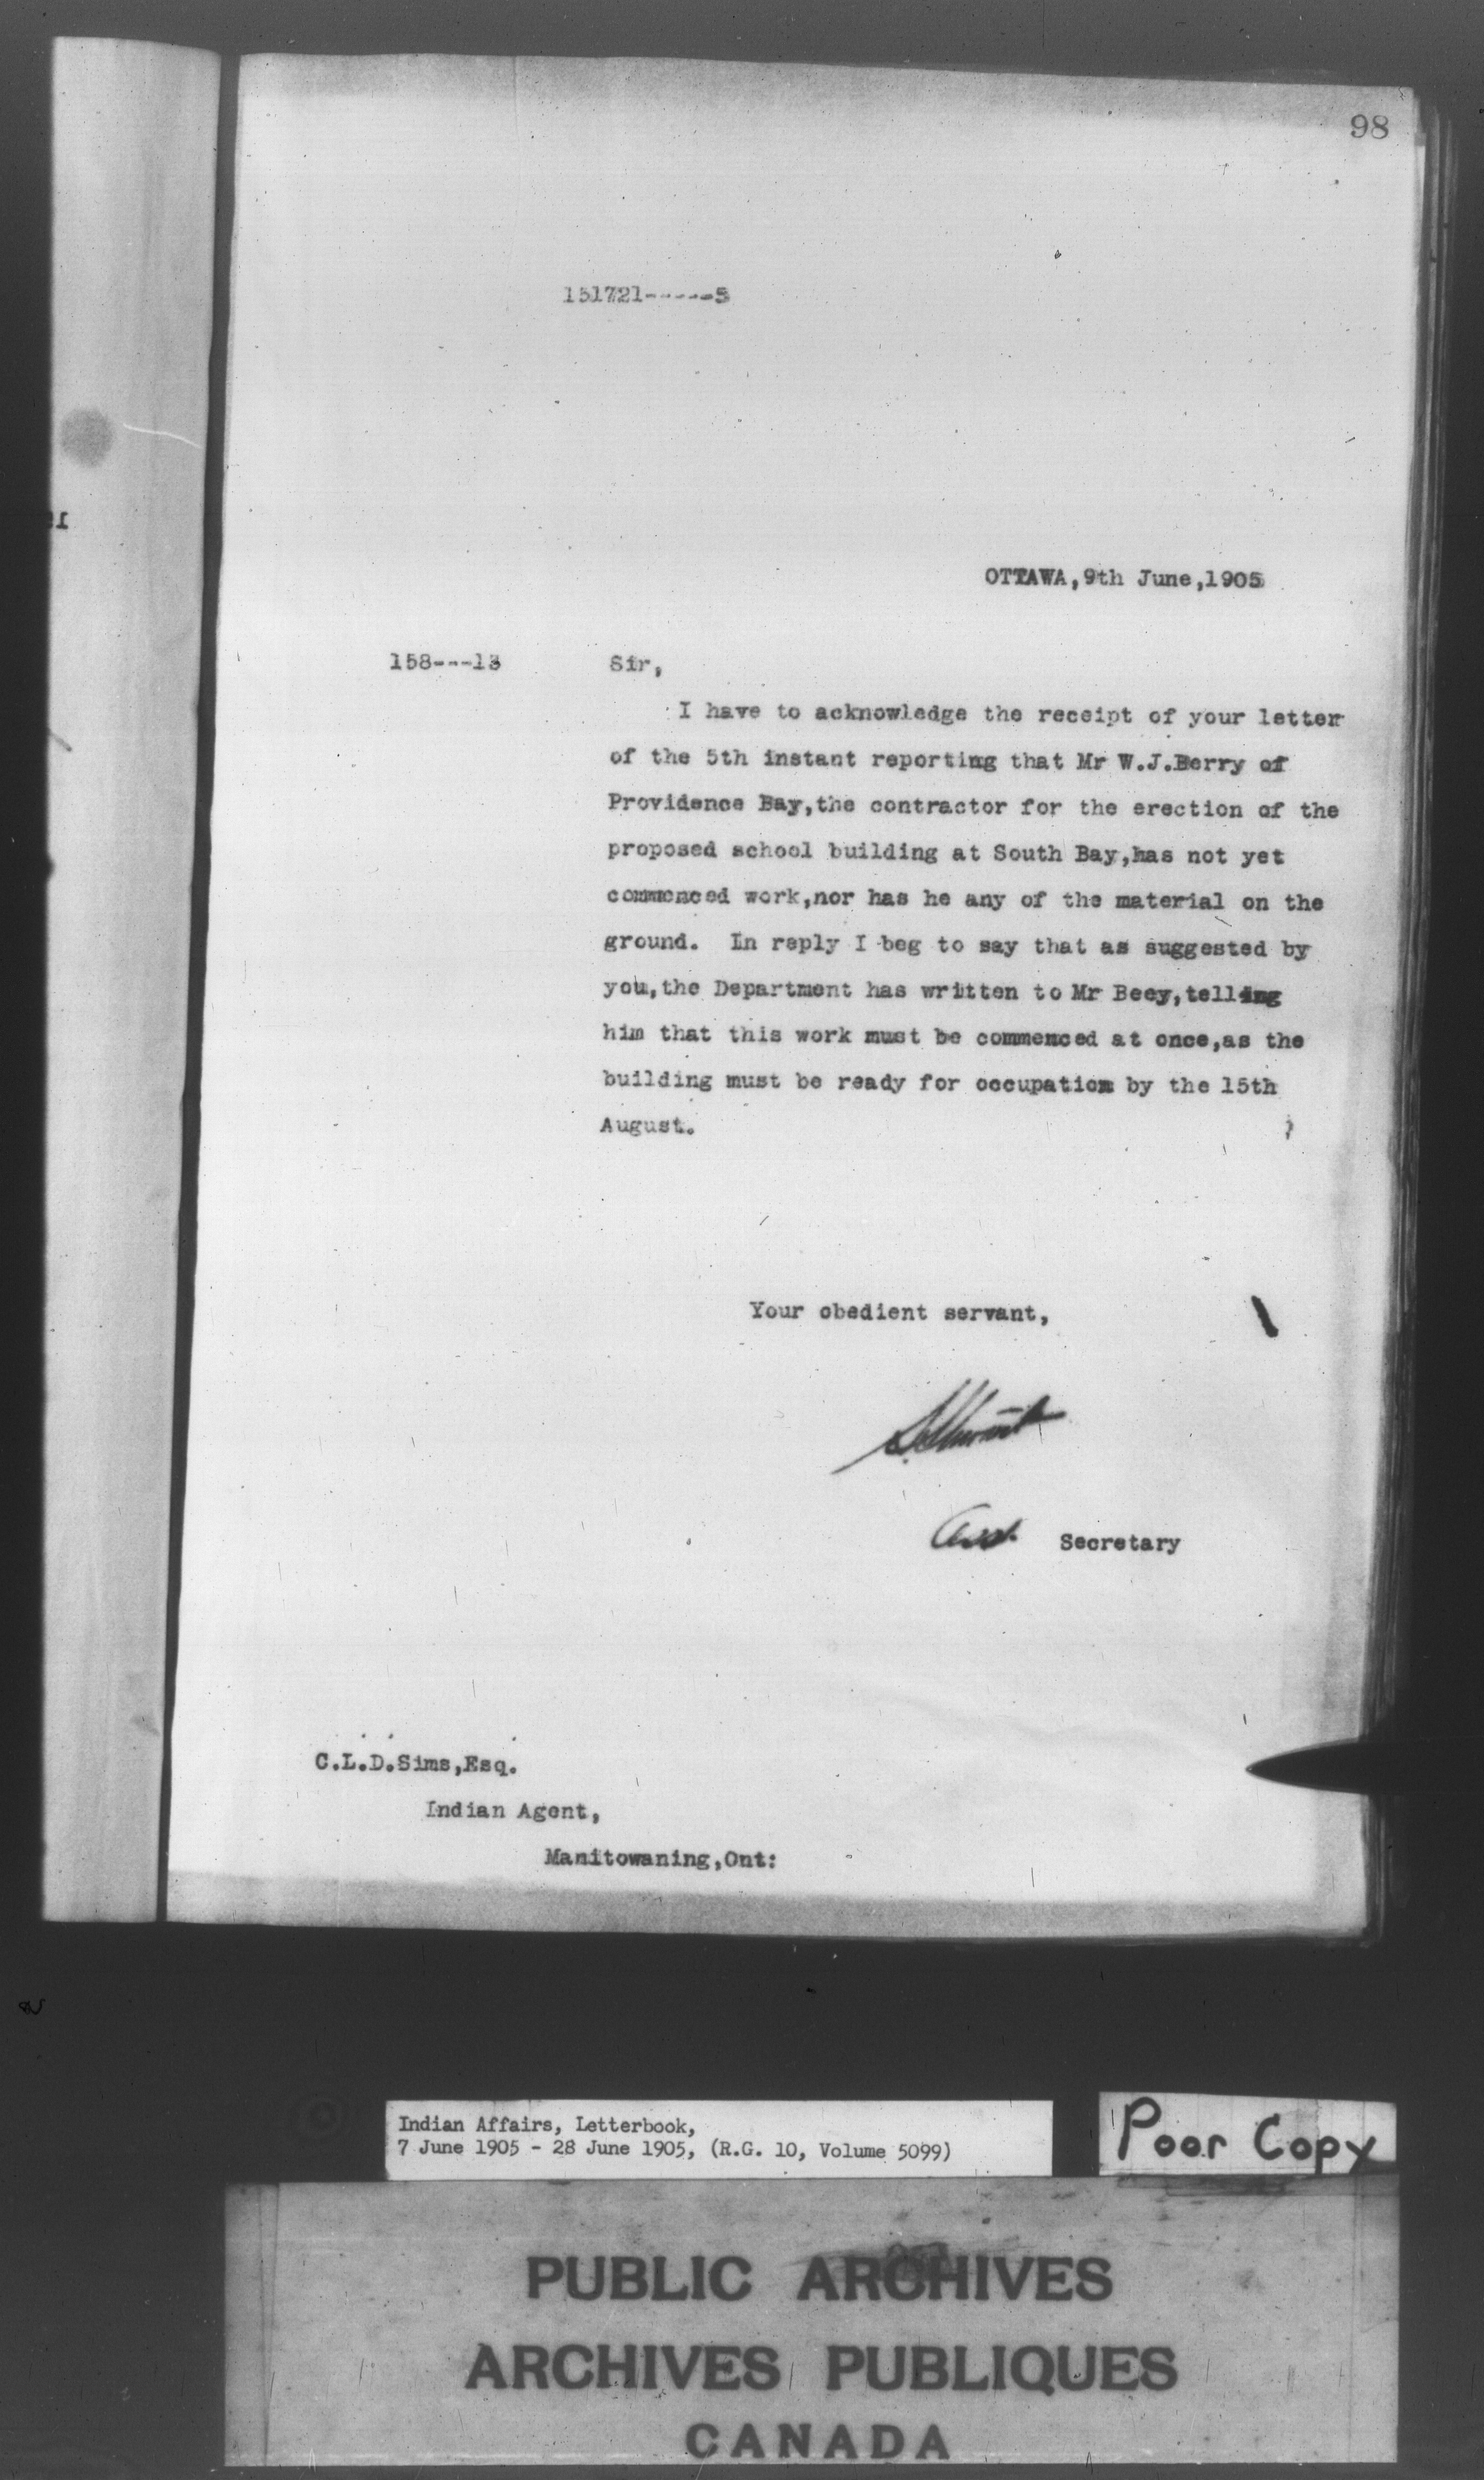 98
151721------5
OTTAWA,9th June,1905
158---13
Sir,
I have to acknowledge the receipt of your letter
of the 5th instant reporting that Mr W.J.Berry of
Providence Bay,the contractor for the erection of the
proposed school building at South Bay,has not yet
commenced work,nor has he any of the material on the
ground. In reply I beg to say that as suggested by
you,the Department has written to Mr Beey,telling
him that this work must be commenced at once,as the
building must be ready for occupation by the 15th
August.
Your obedient servant,
Asst. Secretary
C.L.D.Sims,Esq.
Indian Agent,
Manitowaning,Ont:
Indian Affairs, Letterbook,
7 June 1905 - 28 June 1905, (R.G. 10, Volume 5099)
Poor Copy
PUBLIC ARCHIVES
ARCHIVES PUBLIQUES
CANADA